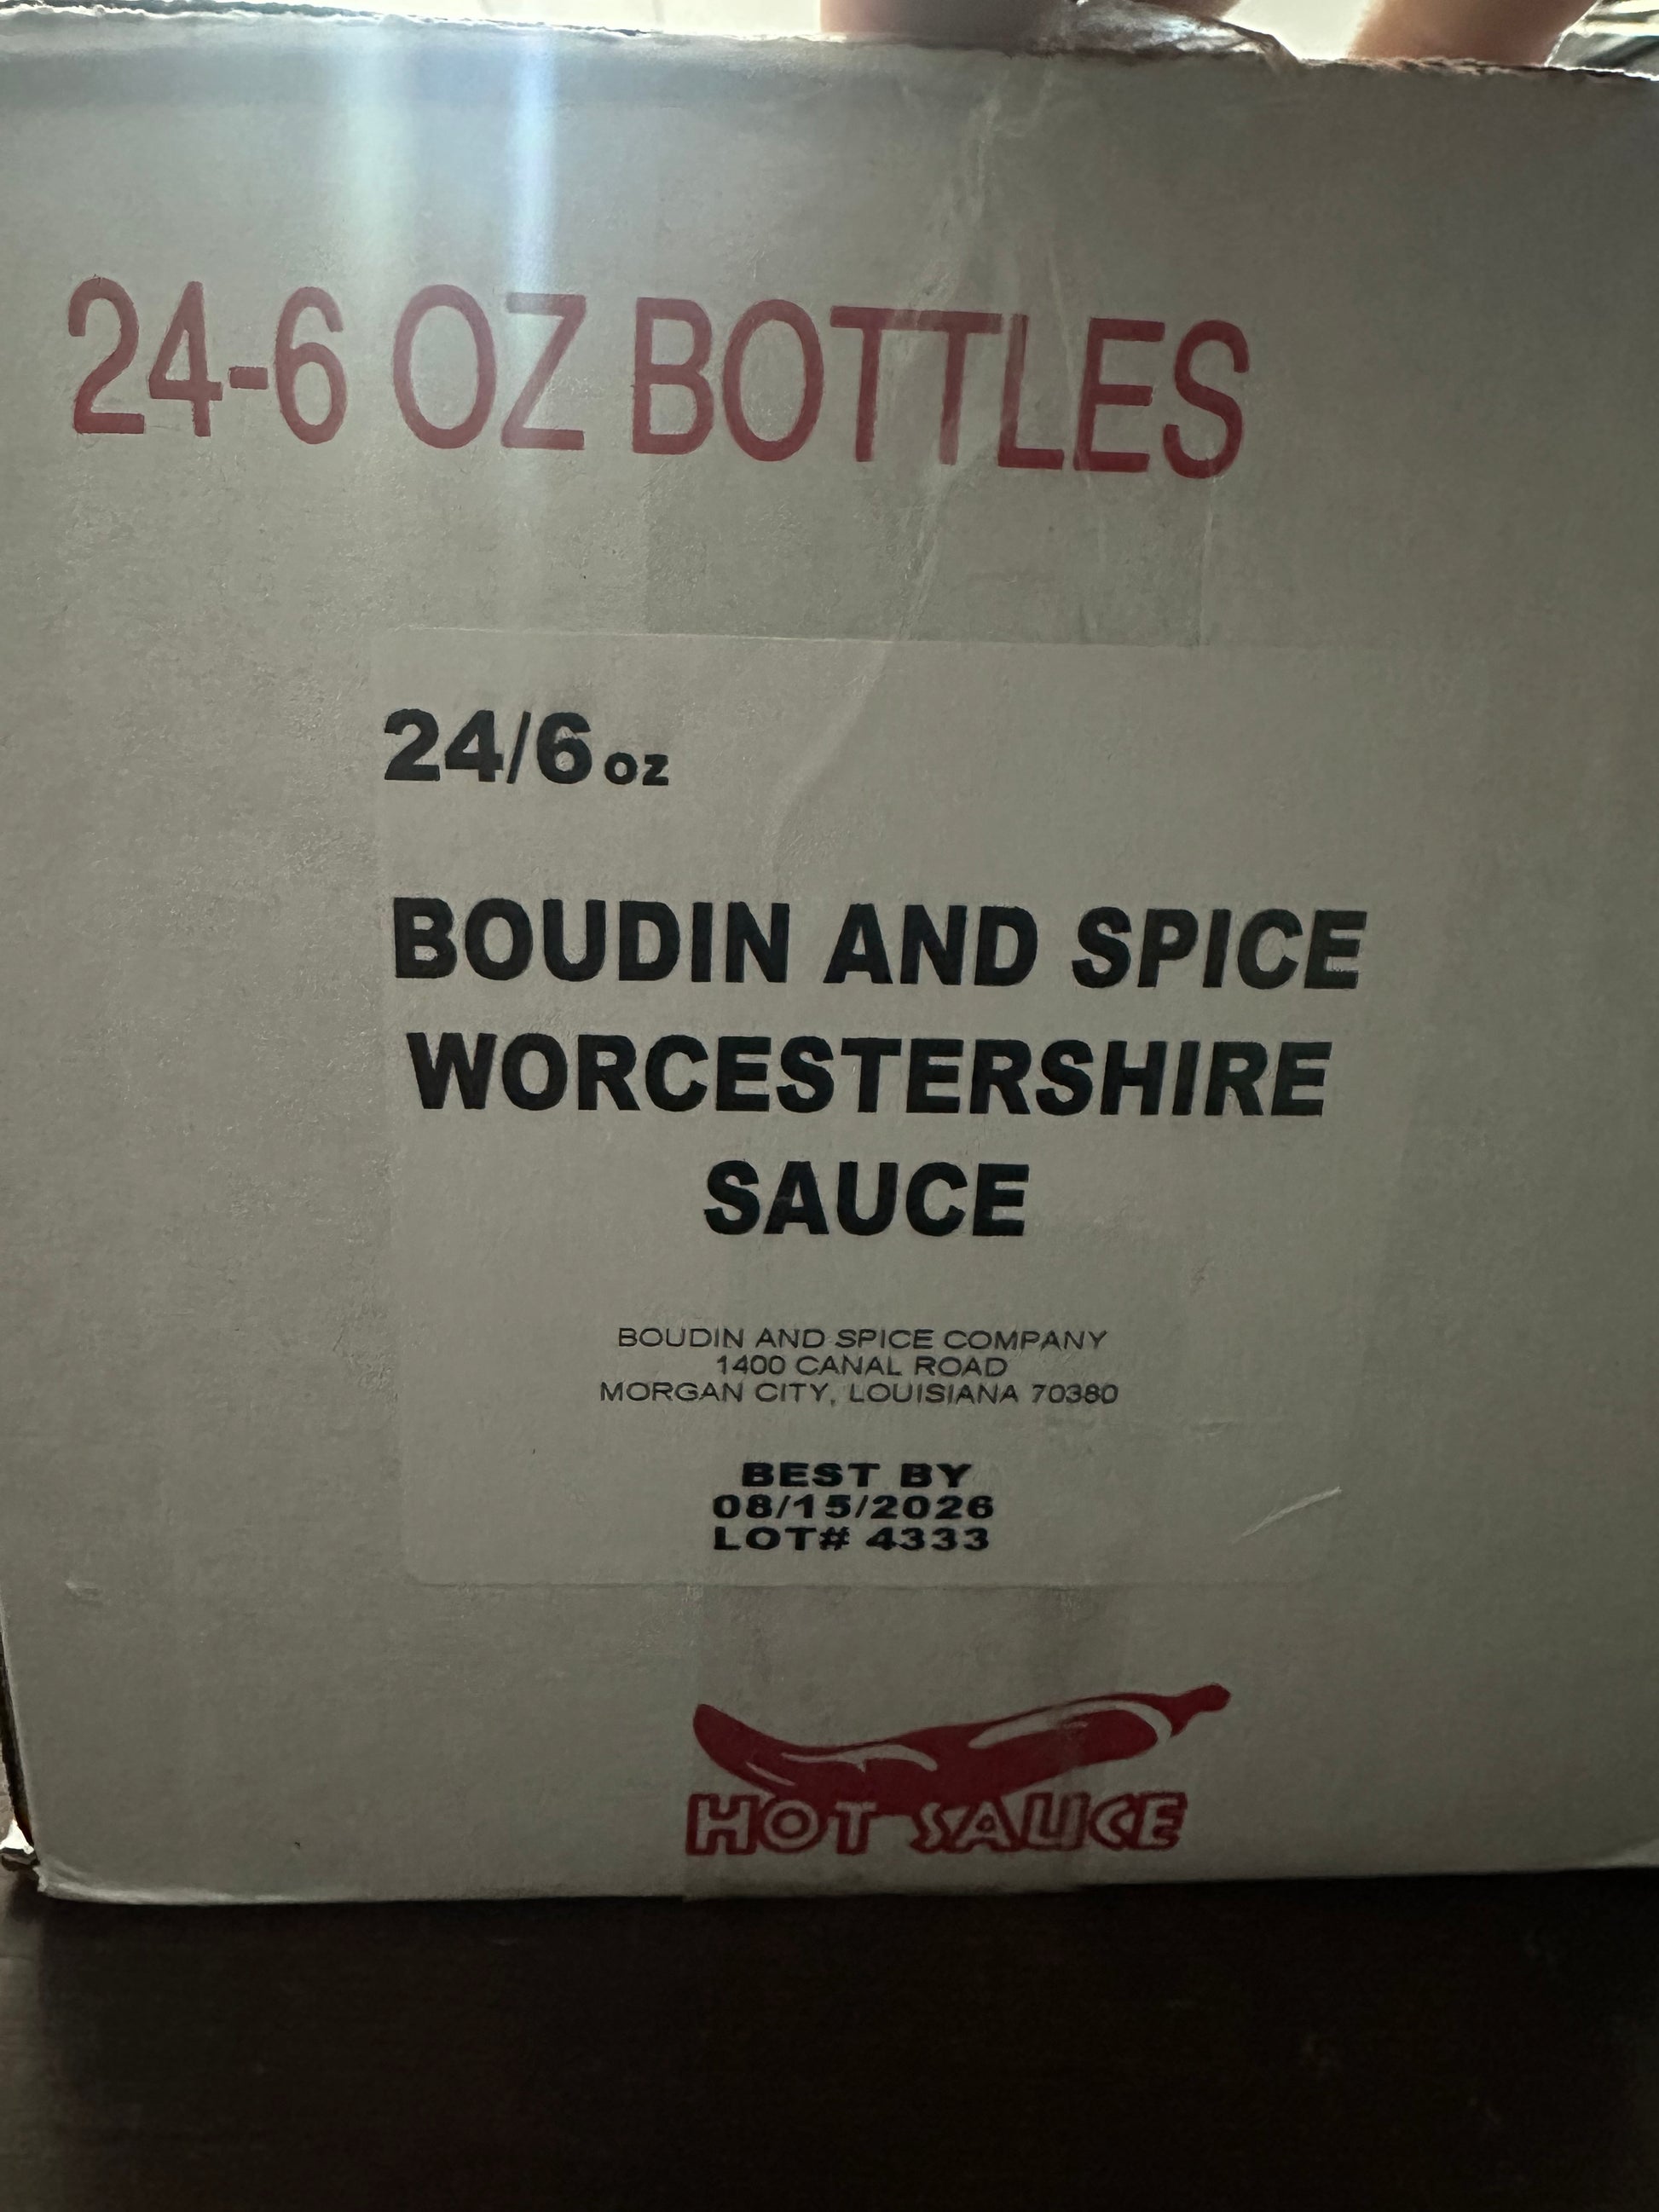 24-6 OZ BOTTLES
24/6 oz
BOUDIN AND SPICE
WORCESTERSHIRE
SAUCE
BOUDIN AND SPICE COMPANY
1400 CANAL ROAD
MORGAN CITY, LOUISIANA 70380
BEST BY
08/15/2026
LOT# 4333
HOT SAUCE